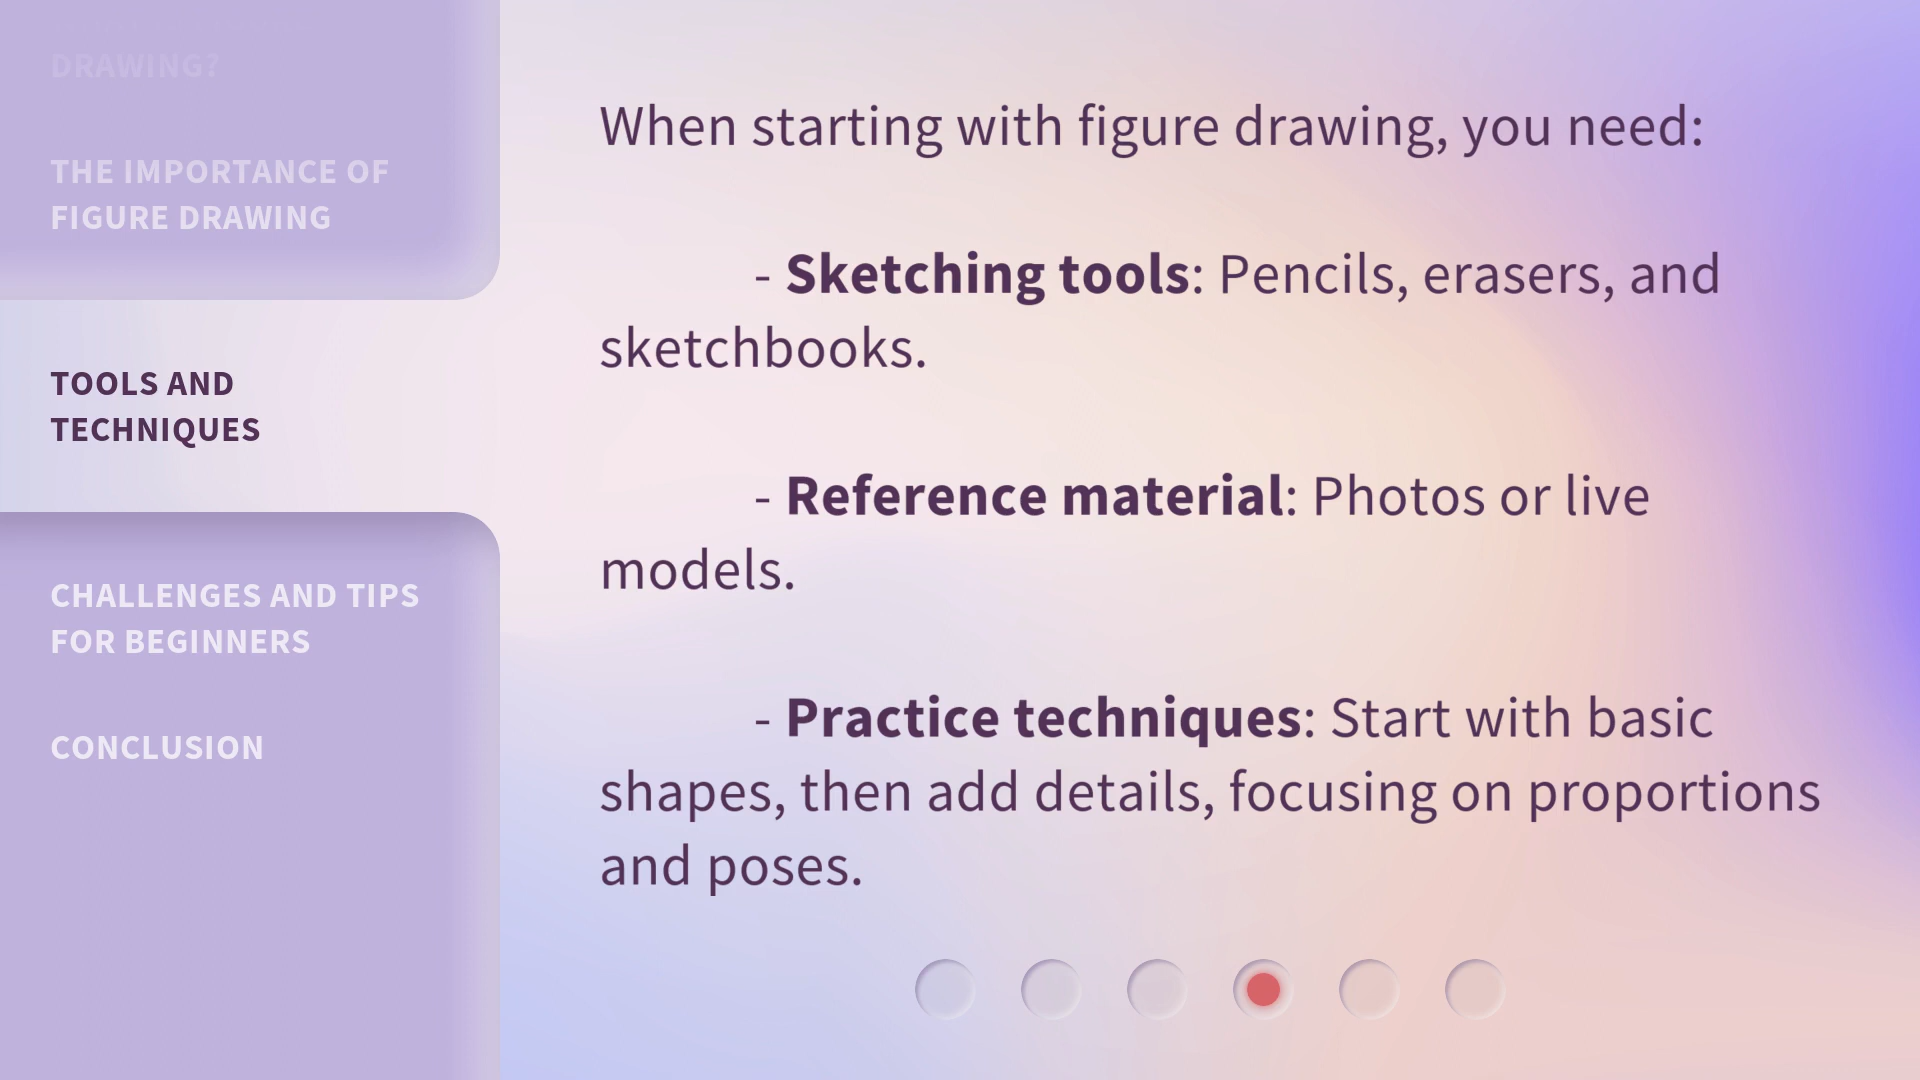 DRAWING?
THE IMPORTANCE OF
FIGURE DRAWING
TOOLS AND
TECHNIQUES
CHALLENGES AND TIPS
FOR BEGINNERS
CONCLUSION
When starting with figure drawing, you need:
- Sketching tools: Pencils, erasers, and
sketchbooks.
- Reference material: Photos or live
models.
- Practice techniques: Start with basic
shapes, then add details, focusing on proportions
and poses.